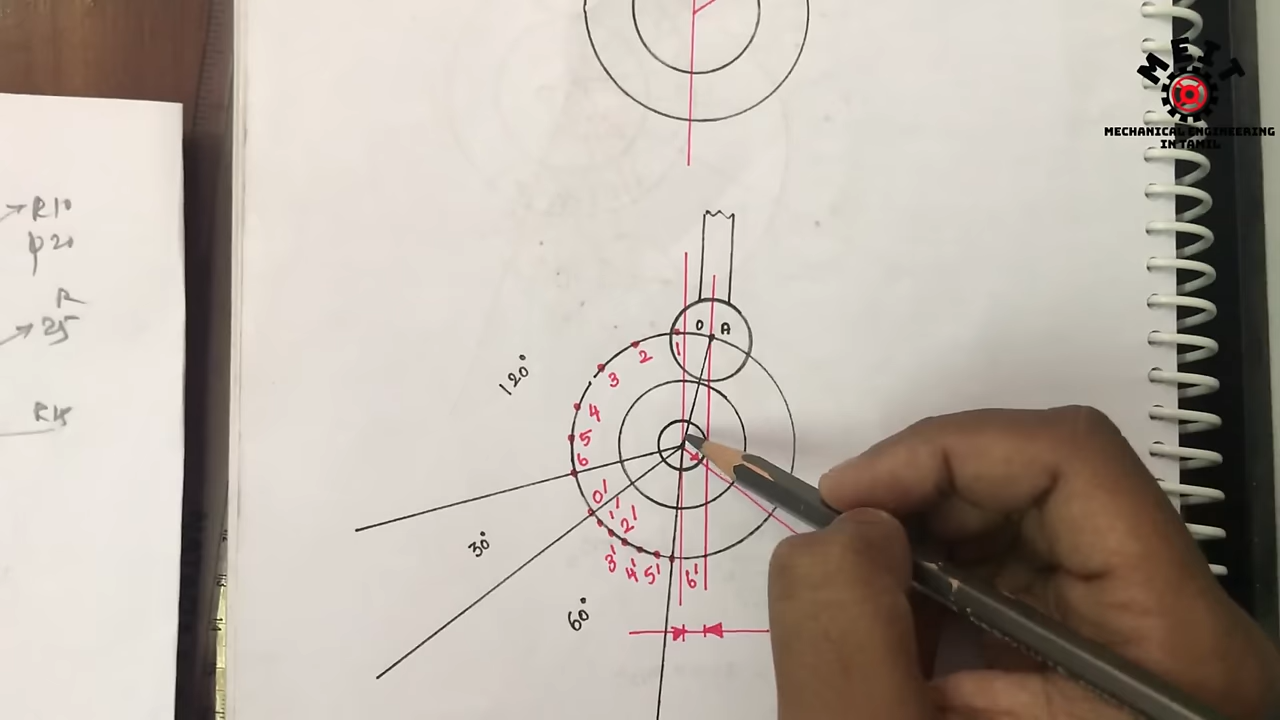 MEIT
MECHANICAL ENGINEERING
IN TAMIL
R10
φ20
R
25
R15
120°
30°
60°
O A
1
2
3
4
5
6
0'
1'
2'
3'
4'
5'
6'